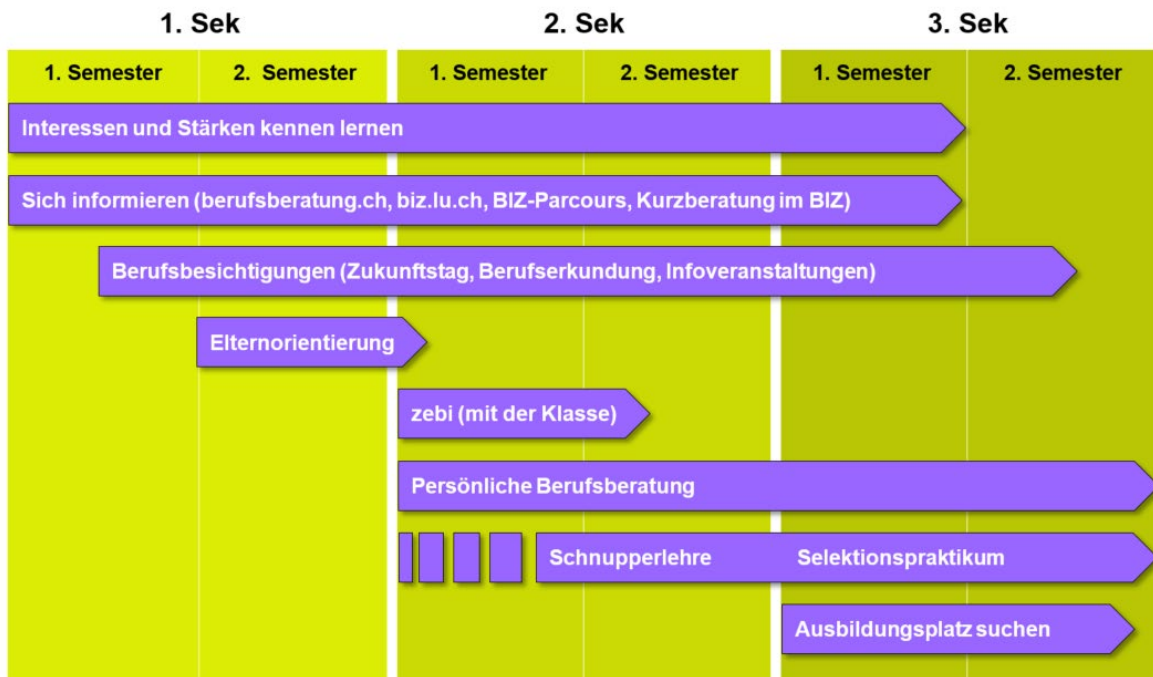 1. Sek 2. Sek 3. Sek
1. Semester 2. Semester 1. Semester 2. Semester 1. Semester 2. Semester
Interessen und Stärken kennen lernen
Sich informieren (berufsberatung.ch, biz.lu.ch, BIZ-Parcours, Kurzberatung im BIZ)
Berufsbesichtigungen (Zukunftstag, Berufserkundung, Infoveranstaltungen)
Elternorientierung
zebi (mit der Klasse)
Persönliche Berufsberatung
Schnupperlehre Selektionspraktikum
Ausbildungsplatz suchen